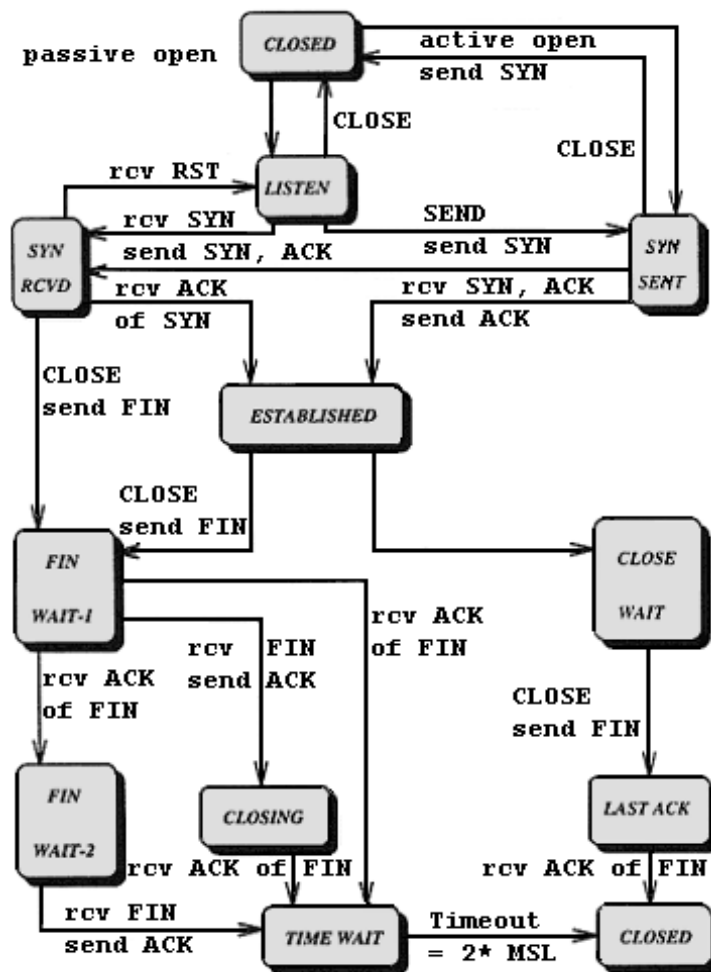 CLOSED
passive open
active open
send SYN
CLOSE
CLOSE
rcv RST
LISTEN
rcv SYN
send SYN, ACK
SEND
send SYN
SYN
RCVD
SYN
SENT
rcv ACK
of SYN
rcv SYN, ACK
send ACK
CLOSE
send FIN
ESTABLISHED
CLOSE
send FIN
FIN
WAIT-1
CLOSE
WAIT
rcv FIN
send ACK
rcv ACK
of FIN
rcv ACK
of FIN
CLOSE
send FIN
FIN
WAIT-2
CLOSING
LAST ACK
rcv ACK of FIN
rcv ACK of FIN
rcv FIN
send ACK
TIME WAIT
Timeout
= 2* MSL
CLOSED